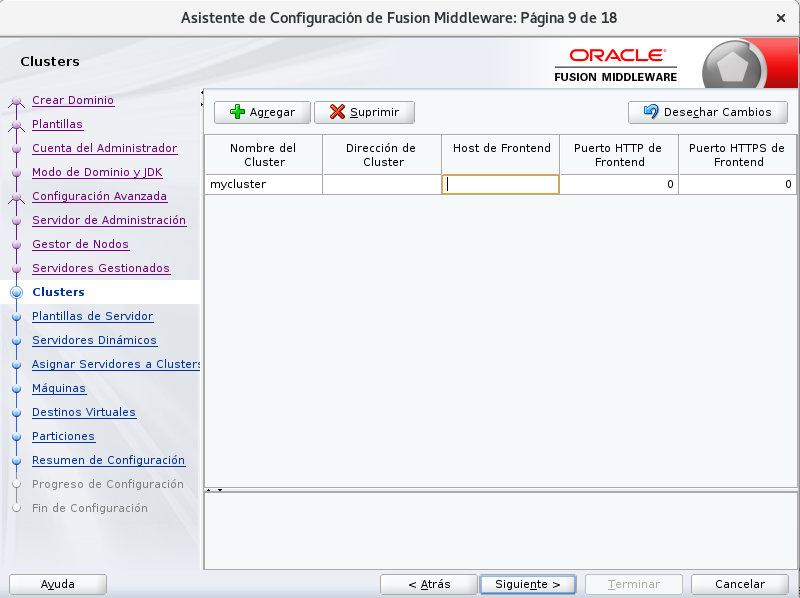 Asistente de Configuración de Fusion Middleware: Página 9 de 18
Clusters
ORACLE
FUSION MIDDLEWARE
Crear Dominio
Plantillas
Cuenta del Administrador
Modo de Dominio y JDK
Configuración Avanzada
Servidor de Administración
Gestor de Nodos
Servidores Gestionados
Clusters
Plantillas de Servidor
Servidores Dinámicos
Asignar Servidores a Clusters
Máquinas
Destinos Virtuales
Particiones
Resumen de Configuración
Progreso de Configuración
Fin de Configuración
Agregar
Suprimir
Desechar Cambios
Nombre del
Cluster
Dirección de
Cluster
Host de Frontend
Puerto HTTP de
Frontend
Puerto HTTPS de
Frontend
mycluster
0
0
Ayuda
< Atrás
Siguiente >
Terminar
Cancelar